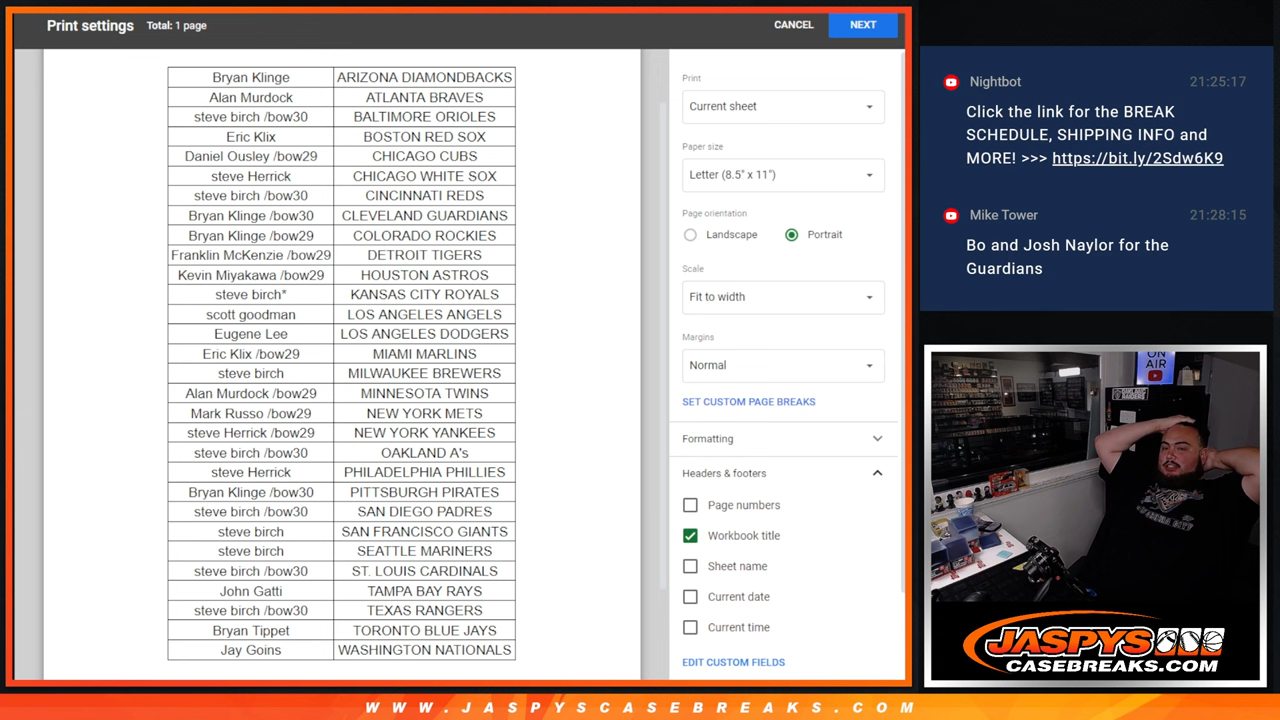 Print settings Total: 1 page
CANCEL NEXT
Bryan Klinge ARIZONA DIAMONDBACKS
Alan Murdock ATLANTA BRAVES
steve birch /bow30 BALTIMORE ORIOLES
Eric Klix BOSTON RED SOX
Daniel Ousley /bow29 CHICAGO CUBS
steve Herrick CHICAGO WHITE SOX
steve birch /bow30 CINCINNATI REDS
Bryan Klinge /bow30 CLEVELAND GUARDIANS
Bryan Klinge /bow29 COLORADO ROCKIES
Franklin McKenzie /bow29 DETROIT TIGERS
Kevin Miyakawa /bow29 HOUSTON ASTROS
steve birch* KANSAS CITY ROYALS
scott goodman LOS ANGELES ANGELS
Eugene Lee LOS ANGELES DODGERS
Eric Klix /bow29 MIAMI MARLINS
steve birch MILWAUKEE BREWERS
Alan Murdock /bow29 MINNESOTA TWINS
Mark Russo /bow29 NEW YORK METS
steve Herrick /bow29 NEW YORK YANKEES
steve birch /bow30 OAKLAND A's
steve Herrick PHILADELPHIA PHILLIES
Bryan Klinge /bow30 PITTSBURGH PIRATES
steve birch /bow30 SAN DIEGO PADRES
steve birch SAN FRANCISCO GIANTS
steve birch SEATTLE MARINERS
steve birch /bow30 ST. LOUIS CARDINALS
John Gatti TAMPA BAY RAYS
steve birch /bow30 TEXAS RANGERS
Bryan Tippet TORONTO BLUE JAYS
Jay Goins WASHINGTON NATIONALS
Print
Current sheet
Paper size
Letter (8.5" x 11")
Page orientation
Landscape Portrait
Scale
Fit to width
Margins
Normal
SET CUSTOM PAGE BREAKS
Formatting
Headers & footers
Page numbers
Workbook title
Sheet name
Current date
Current time
EDIT CUSTOM FIELDS
Nightbot 21:25:17
Click the link for the BREAK
SCHEDULE, SHIPPING INFO and
MORE! >>> https://bit.ly/2Sdw6K9
Mike Tower 21:28:15
Bo and Josh Naylor for the
Guardians
ON
AIR
JASPYS
CASEBREAKS.COM
WWW.JASPYSCASEBREAKS.COM